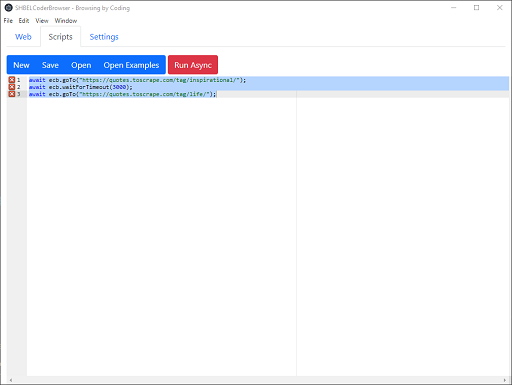 SHBELCoderBrowser - Browsing by Coding
File Edit View Window
Web Scripts Settings
New Save Open Open Examples Run Async
1 await ecb.goTo("https://quotes.toscrape.com/tag/inspirational/");
2 await ecb.waitForTimeout(3000);
3 await ecb.goTo("https://quotes.toscrape.com/tag/life/");